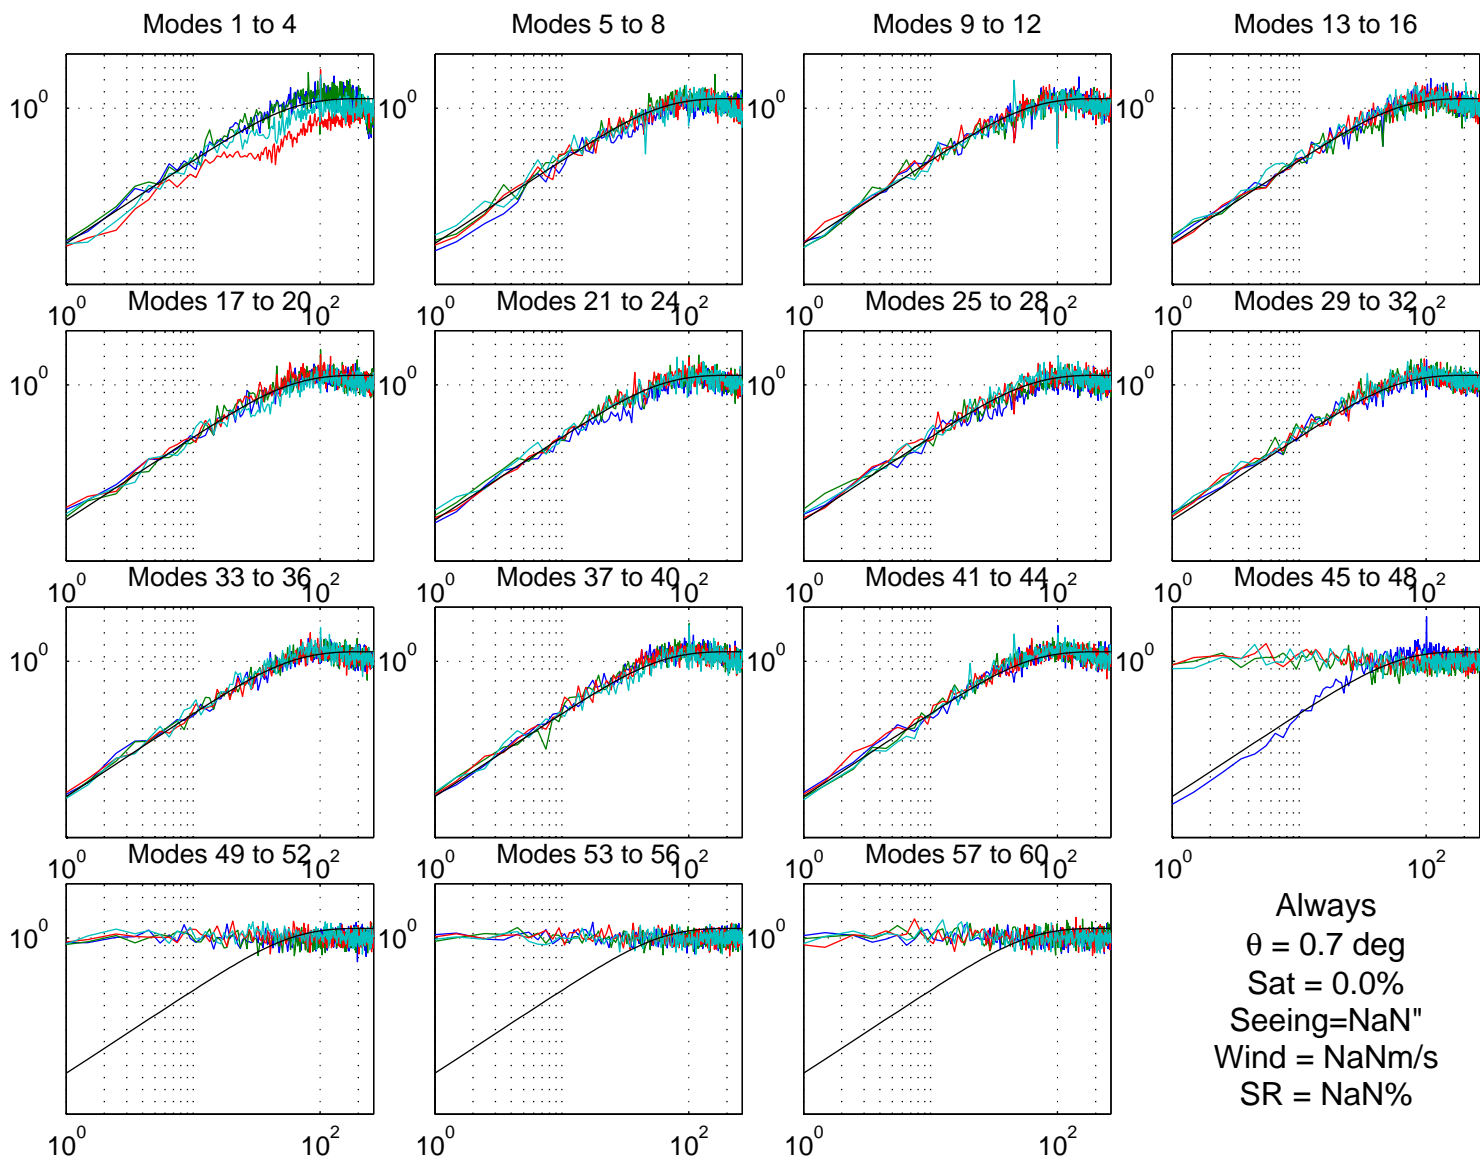 Modes 1 to 4 Modes 5 to 8 Modes 9 to 12 Modes 13 to 16
10⁰ 10⁰ 10⁰ 10⁰
10⁰ 10² 10⁰ 10² 10⁰ 10² 10⁰ 10²
Modes 17 to 20 Modes 21 to 24 Modes 25 to 28 Modes 29 to 32
10⁰ 10⁰ 10⁰ 10⁰
10⁰ 10² 10⁰ 10² 10⁰ 10² 10⁰ 10²
Modes 33 to 36 Modes 37 to 40 Modes 41 to 44 Modes 45 to 48
10⁰ 10⁰ 10⁰ 10⁰
10⁰ 10² 10⁰ 10² 10⁰ 10² 10⁰ 10²
Modes 49 to 52 Modes 53 to 56 Modes 57 to 60
10⁰ 10⁰ 10⁰
10⁰ 10² 10⁰ 10² 10⁰ 10²
Always
θ = 0.7 deg
Sat = 0.0%
Seeing=NaN"
Wind = NaNm/s
SR = NaN%